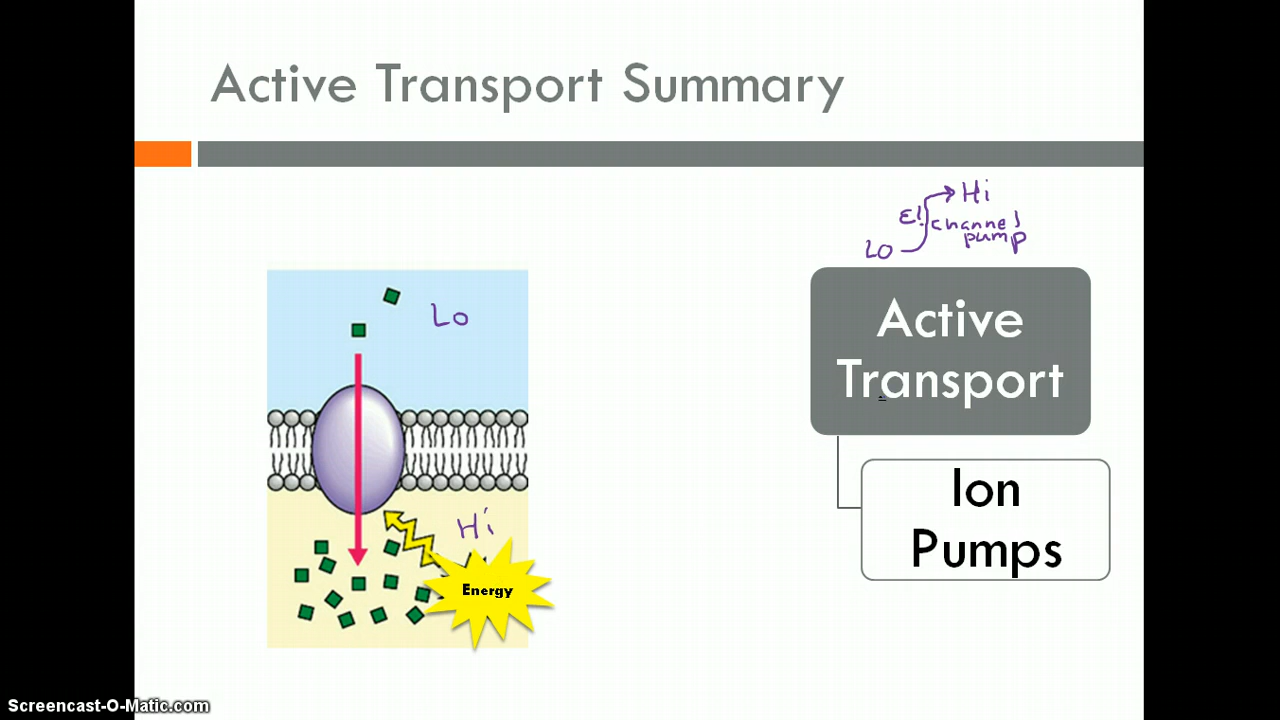 Active Transport Summary
Hi
E!
channel
pump
Lo
Lo
Active
Transport
Ion
Pumps
Hi
Energy
Screencast-O-Matic.com